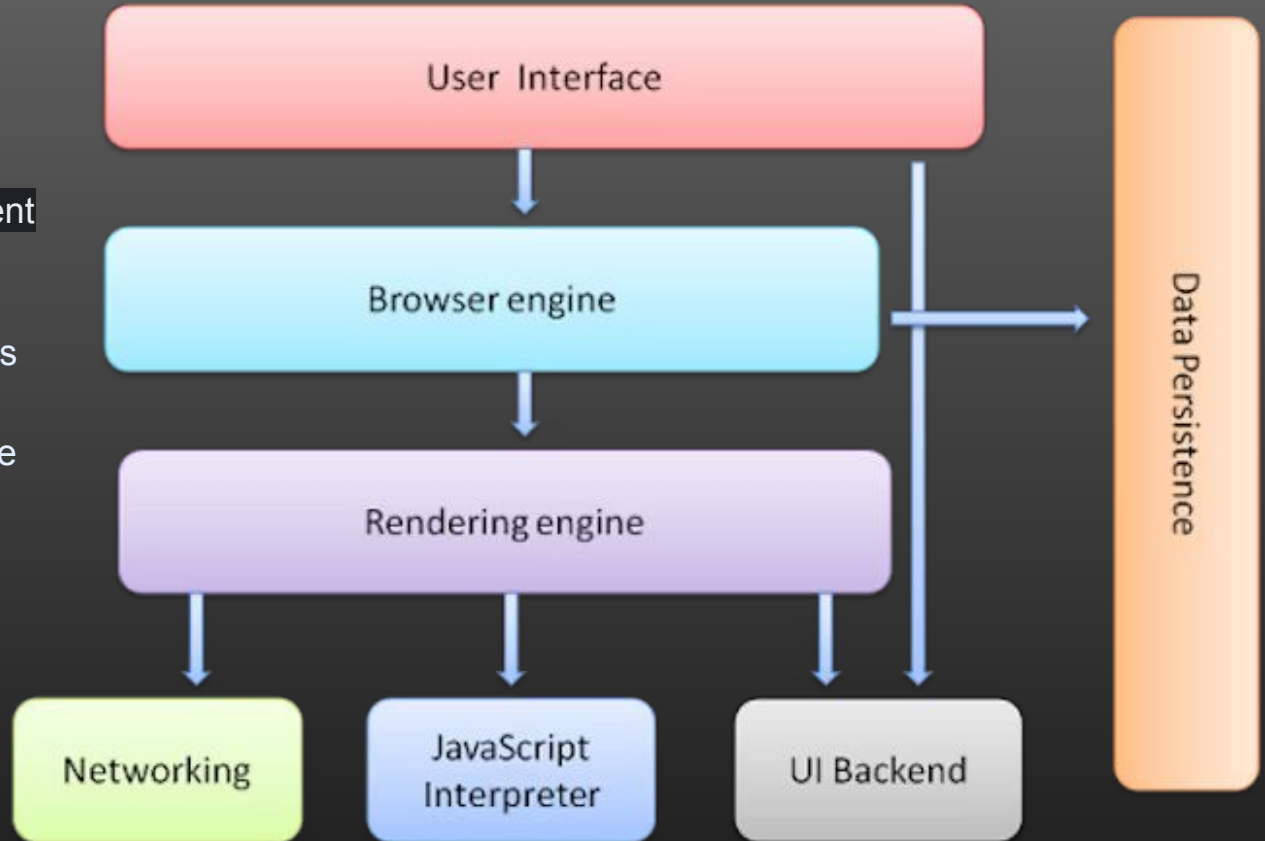 User Interface
ent
Browser engine
s
e
Rendering engine
Data Persistence
Networking
JavaScript
Interpreter
UI Backend